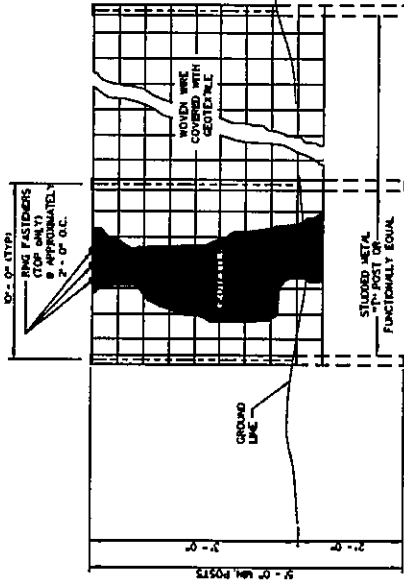 10' - 0" (TYP)
RING FASTENERS
(TOP ONLY)
@ APPROXIMATELY
2' - 0" O.C.
WOVEN WIRE
COVERED WITH
GEOTEXTILE
GEOTEXTILE
GROUND
LINE
STUDDED METAL
"T" POST OR
FUNCTIONALLY EQUAL
3' - 0"
2' - 0"
5' - 0" MIN. POSTS